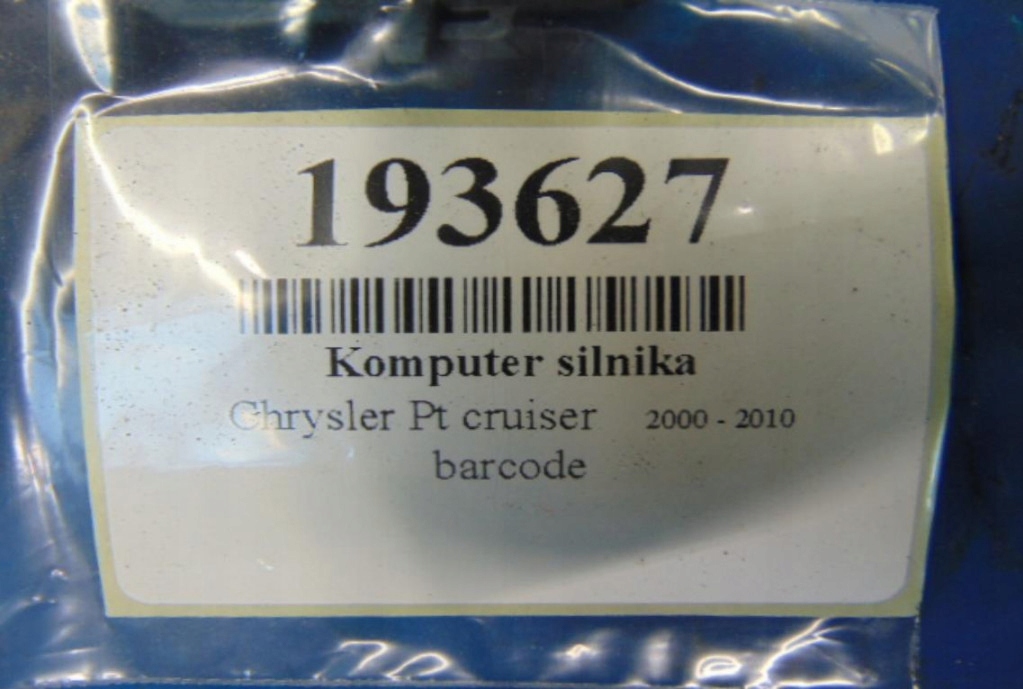 193627
Komputer silnika
Chrysler Pt cruiser 2000 - 2010
barcode